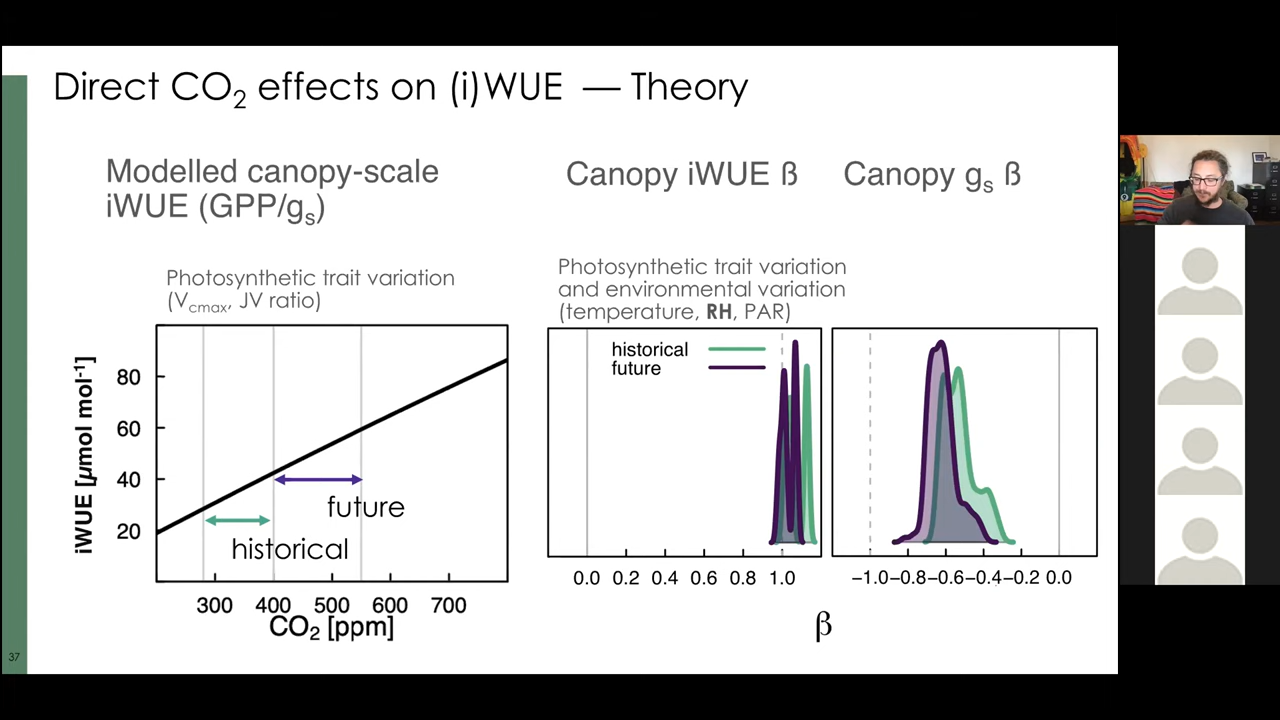 Direct CO₂ effects on (i)WUE — Theory
Modelled canopy-scale
iWUE (GPP/gₛ)
Photosynthetic trait variation
(Vcmax, JV ratio)
iWUE [μmol mol⁻¹]
80
60
40
20
future
historical
300 400 500 600 700
CO₂ [ppm]
Canopy iWUE ß
Canopy gₛ ß
Photosynthetic trait variation
and environmental variation
(temperature, RH, PAR)
historical
future
0.0 0.2 0.4 0.6 0.8 1.0
−1.0 −0.8 −0.6 −0.4 −0.2 0.0
β
37